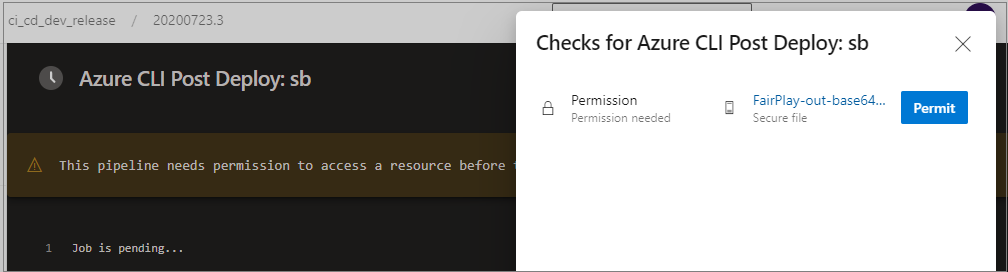 ci_cd_dev_release / 20200723.3
Azure CLI Post Deploy: sb
This pipeline needs permission to access a resource before
1 Job is pending...
Checks for Azure CLI Post Deploy: sb
Permission
Permission needed
FairPlay-out-base64...
Secure file
Permit